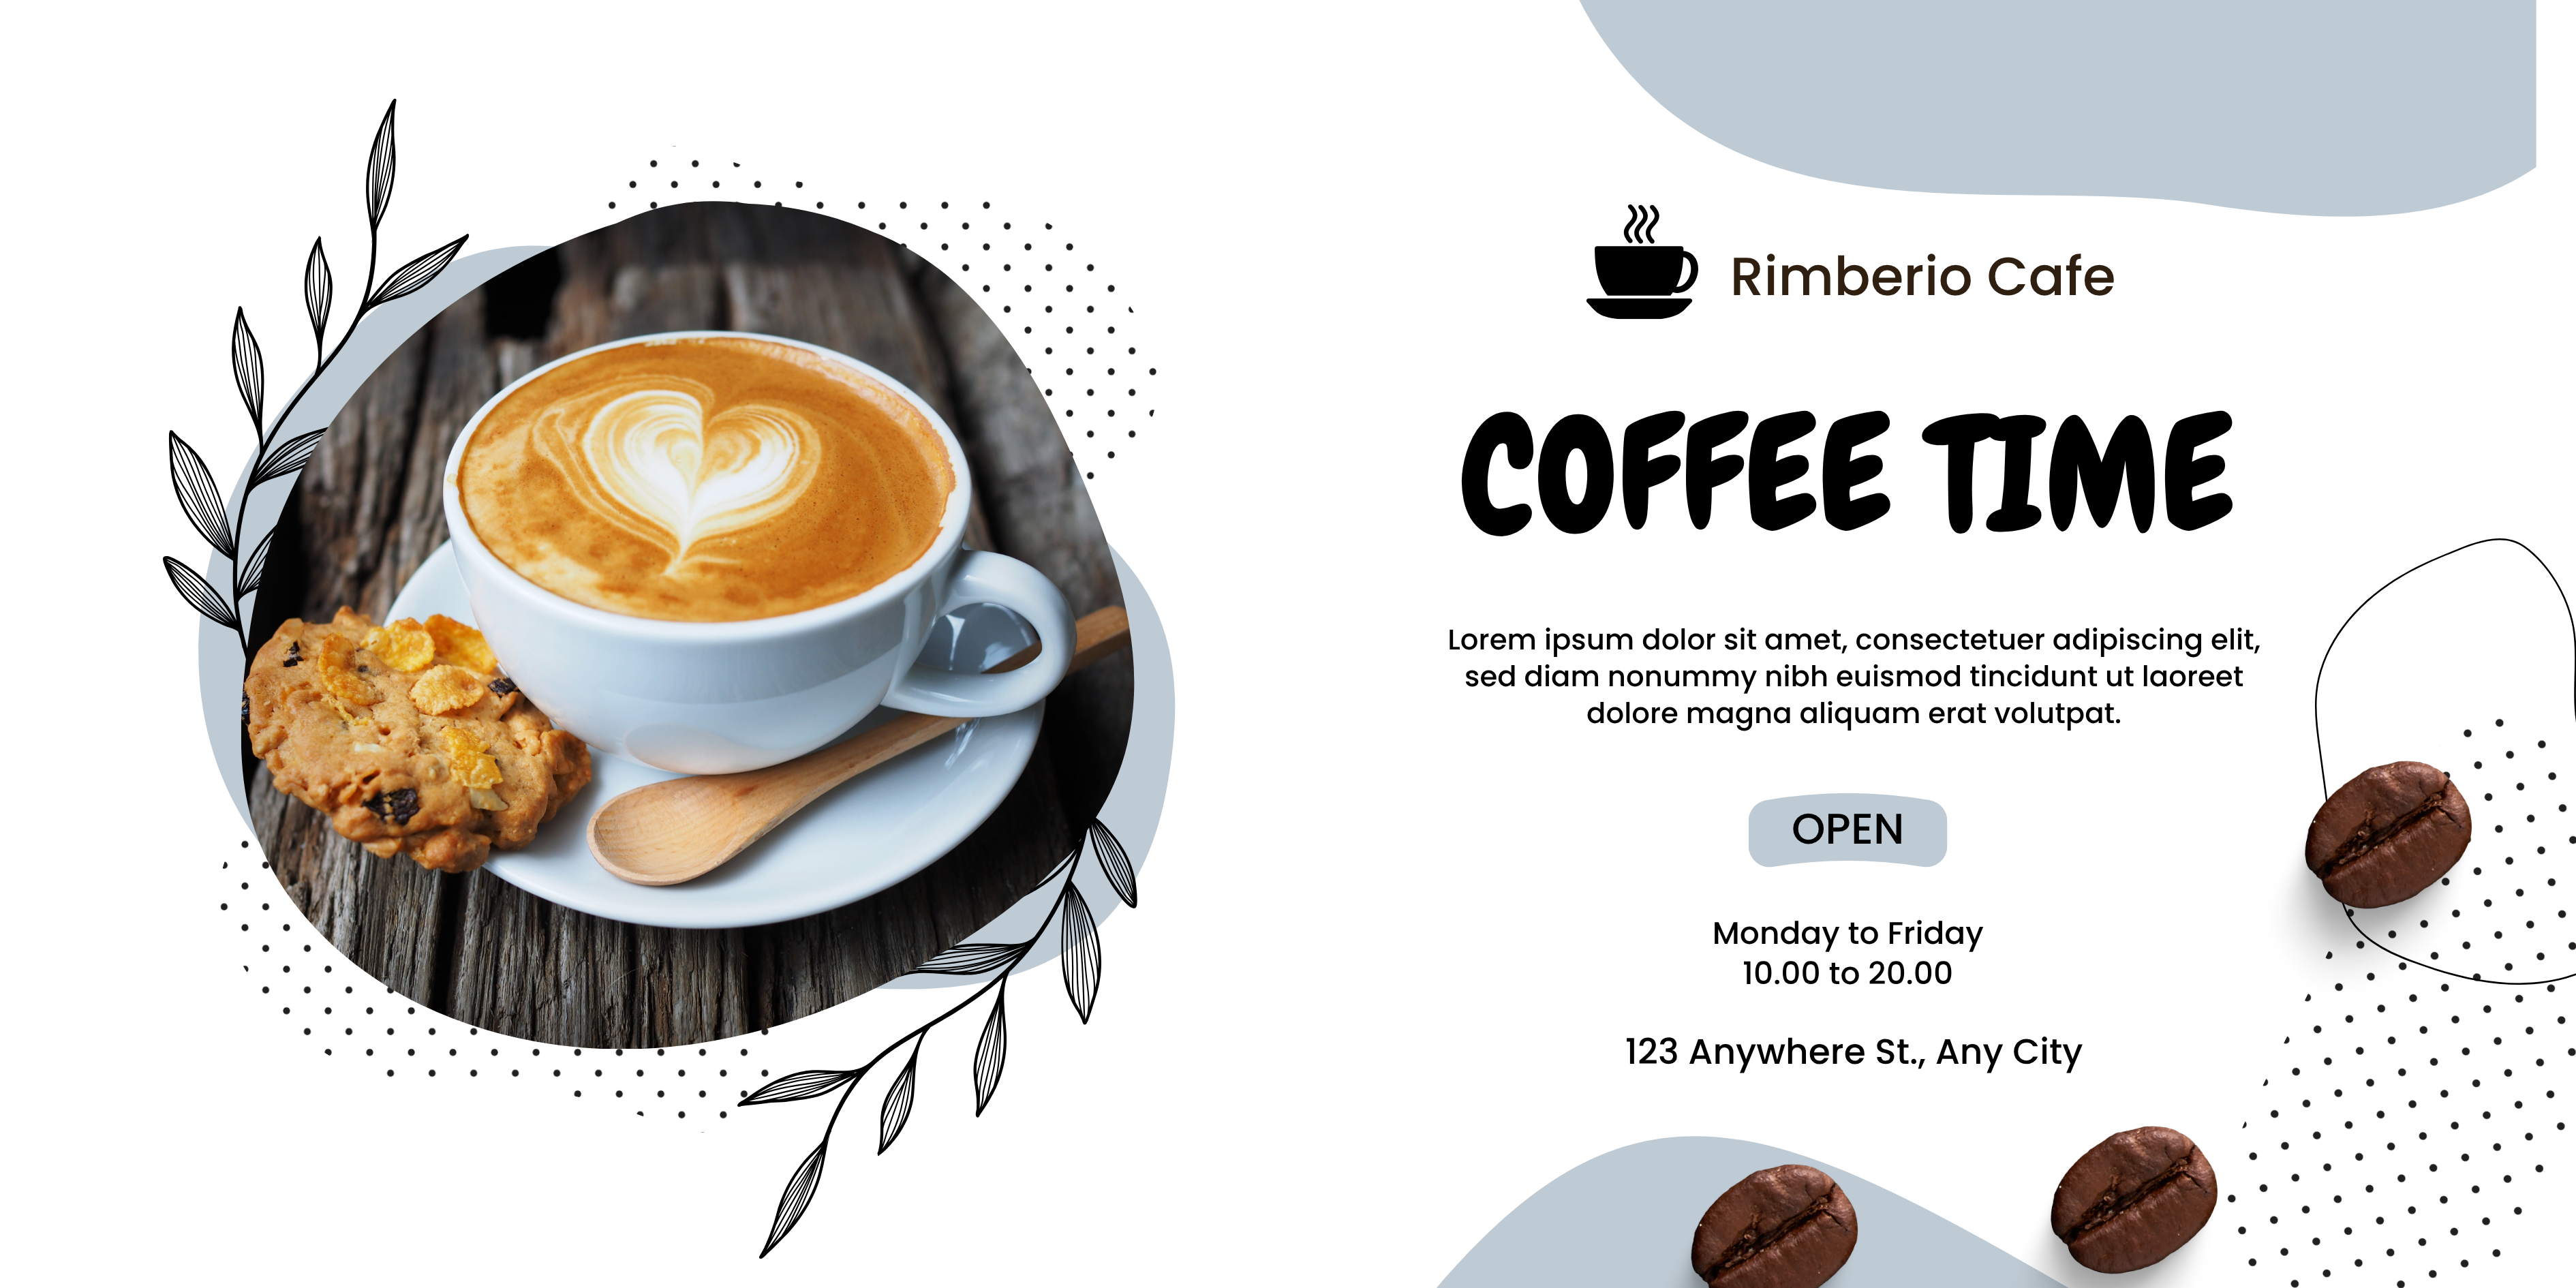 Rimberio Cafe
COFFEE TIME
Lorem ipsum dolor sit amet, consectetuer adipiscing elit,
sed diam nonummy nibh euismod tincidunt ut laoreet
dolore magna aliquam erat volutpat.
OPEN
Monday to Friday
10.00 to 20.00
123 Anywhere St., Any City